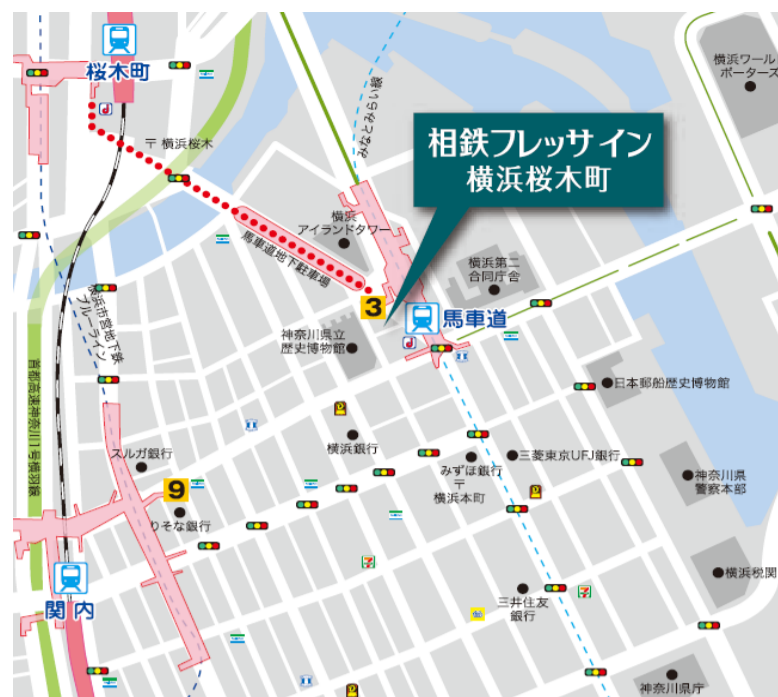 桜木町
〒横浜桜木
みなとみらい線
横浜ワールド
ポーターズ
相鉄フレッサイン
横浜桜木町
横浜
アイランドタワー
馬車道地下駐車場
横浜第二
合同庁舎
3
馬車道
神奈川県立
歴史博物館
横浜市営地下鉄
ブルーライン
首都高速神奈川1号横羽線
日本郵船歴史博物館
横浜銀行
スルガ銀行
みずほ銀行
〒
横浜本町
三菱東京UFJ銀行
神奈川県
警察本部
9
りそな銀行
関内
横浜税関
三井住友
銀行
神奈川県庁